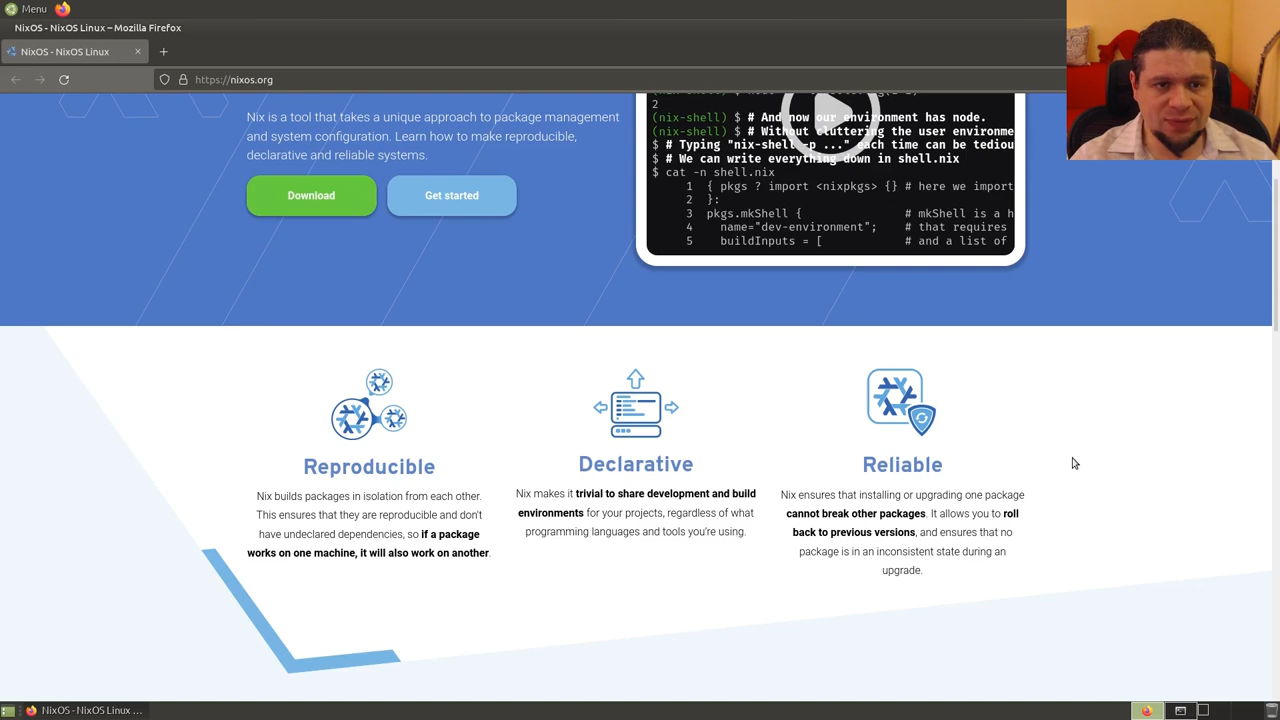 Menu
NixOS - NixOS Linux – Mozilla Firefox
NixOS - NixOS Linux
https://nixos.org
Nix is a tool that takes a unique approach to package management
and system configuration. Learn how to make reproducible,
declarative and reliable systems.
Download
Get started
2
(nix-shell) $ # And now our environment has node.
(nix-shell) $ # Without cluttering the user environme
$ # Typing "nix-shell -p ..." each time can be tediou
$ # We can write everything down in shell.nix
$ cat -n shell.nix
1 { pkgs ? import <nixpkgs> {} # here we import
2 }:
3 pkgs.mkShell { # mkShell is a h
4 name="dev-environment"; # that requires
5 buildInputs = [ # and a list of
Reproducible
Nix builds packages in isolation from each other.
This ensures that they are reproducible and don't
have undeclared dependencies, so if a package
works on one machine, it will also work on another.
Declarative
Nix makes it trivial to share development and build
environments for your projects, regardless of what
programming languages and tools you're using.
Reliable
Nix ensures that installing or upgrading one package
cannot break other packages. It allows you to roll
back to previous versions, and ensures that no
package is in an inconsistent state during an
upgrade.
NixOS - NixOS Linux ...